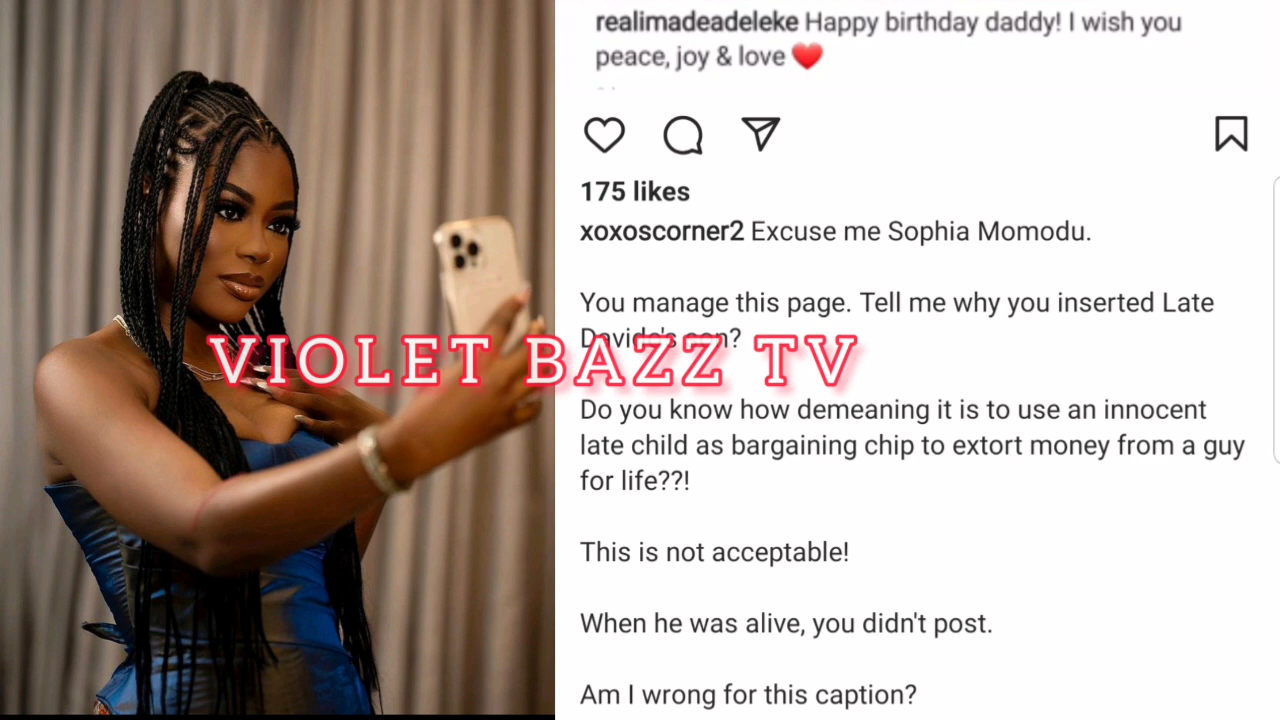 realimadeadeleke Happy birthday daddy! I wish you
peace, joy & love ❤️
175 likes
xoxoscorner2 Excuse me Sophia Momodu.
You manage this page. Tell me why you inserted Late
Davido's son?
VIOLET BAZZ TV
Do you know how demeaning it is to use an innocent
late child as bargaining chip to extort money from a guy
for life??!
This is not acceptable!
When he was alive, you didn't post.
Am I wrong for this caption?